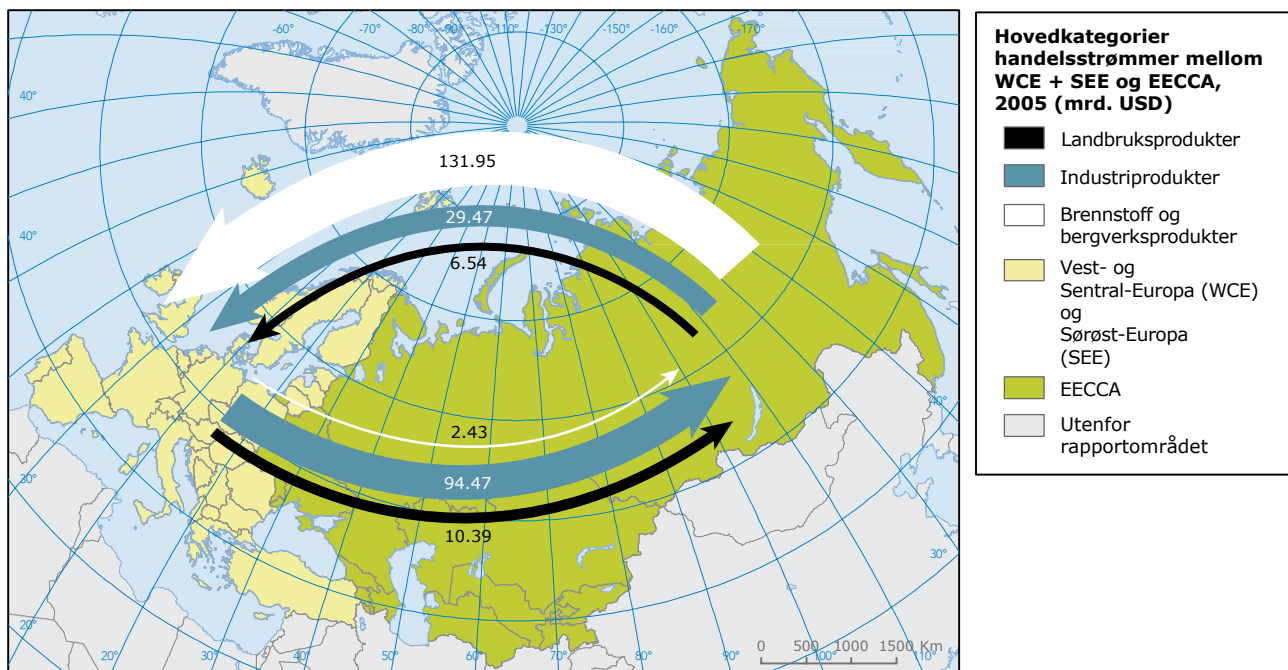 -60°
-70°
-80°
-90°
-110°
-130°
-150°
-160°
-170°
40°
40°
30°
20°
131.95
29.47
6.54
2.43
94.47
10.39
40°
30°
20°
30°
40°
50°
60°
70°
80°
90°
100°
0 500 1000 1500 Km
Hovedkategorier
handelsstrømmer mellom
WCE + SEE og EECCA,
2005 (mrd. USD)
Landbruksprodukter
Industriprodukter
Brennstoff og
bergverksprodukter
Vest- og
Sentral-Europa (WCE)
og
Sørøst-Europa
(SEE)
EECCA
Utenfor
rapportområdet